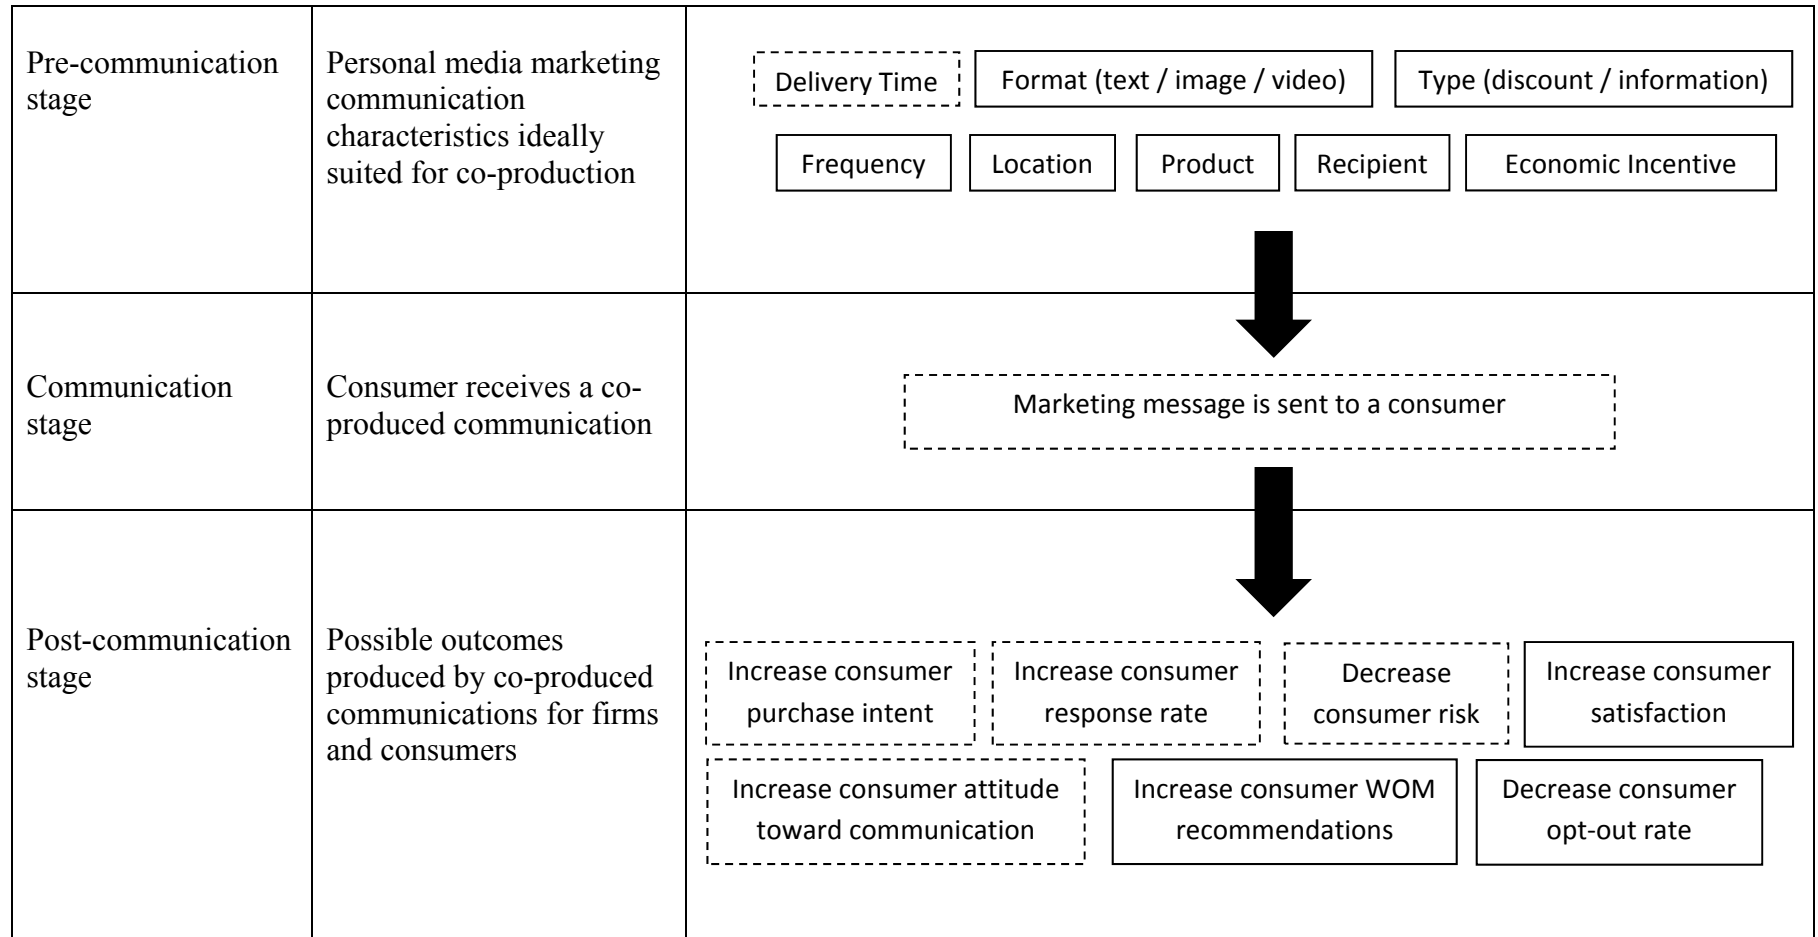 Pre-communication
stage
Personal media marketing
communication
characteristics ideally
suited for co-production
Delivery Time
Format (text / image / video)
Type (discount / information)
Frequency
Location
Product
Recipient
Economic Incentive
Communication
stage
Consumer receives a co-
produced communication
Marketing message is sent to a consumer
Post-communication
stage
Possible outcomes
produced by co-produced
communications for firms
and consumers
Increase consumer
purchase intent
Increase consumer
response rate
Decrease
consumer risk
Increase consumer
satisfaction
Increase consumer attitude
toward communication
Increase consumer WOM
recommendations
Decrease consumer
opt-out rate